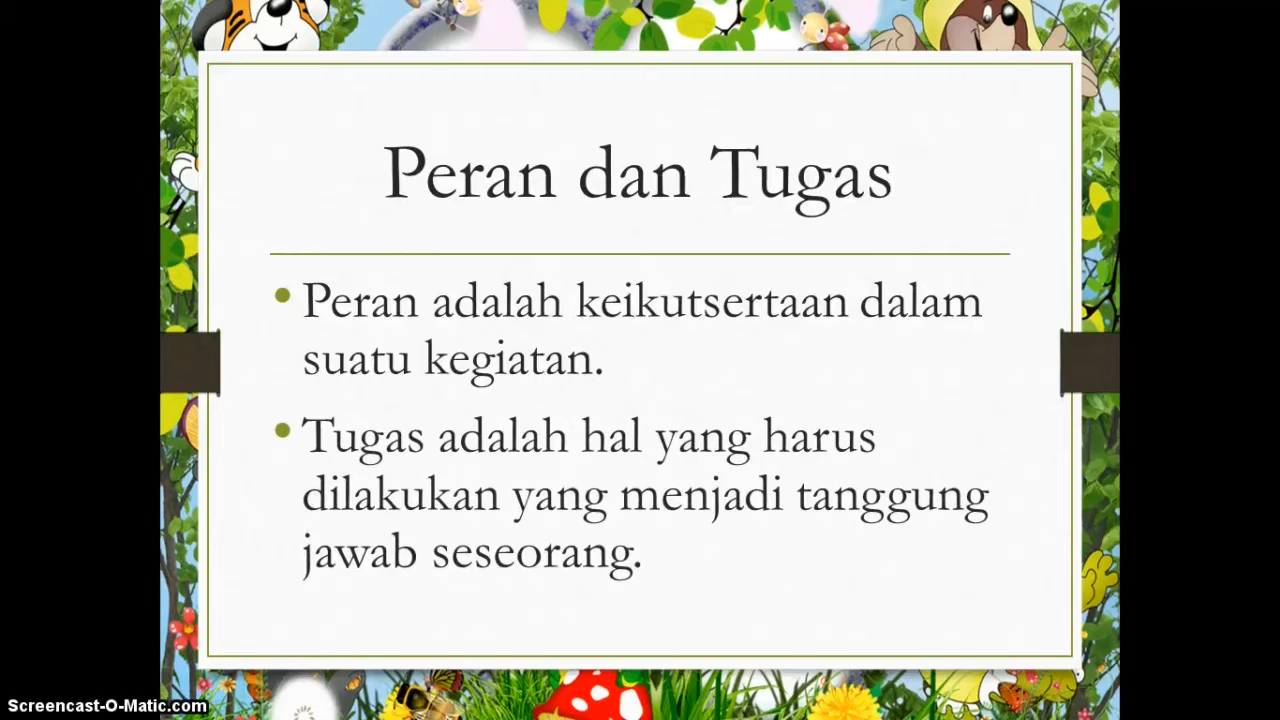 Peran dan Tugas
• Peran adalah keikutsertaan dalam
suatu kegiatan.
• Tugas adalah hal yang harus
dilakukan yang menjadi tanggung
jawab seseorang.
Screencast-O-Matic.com